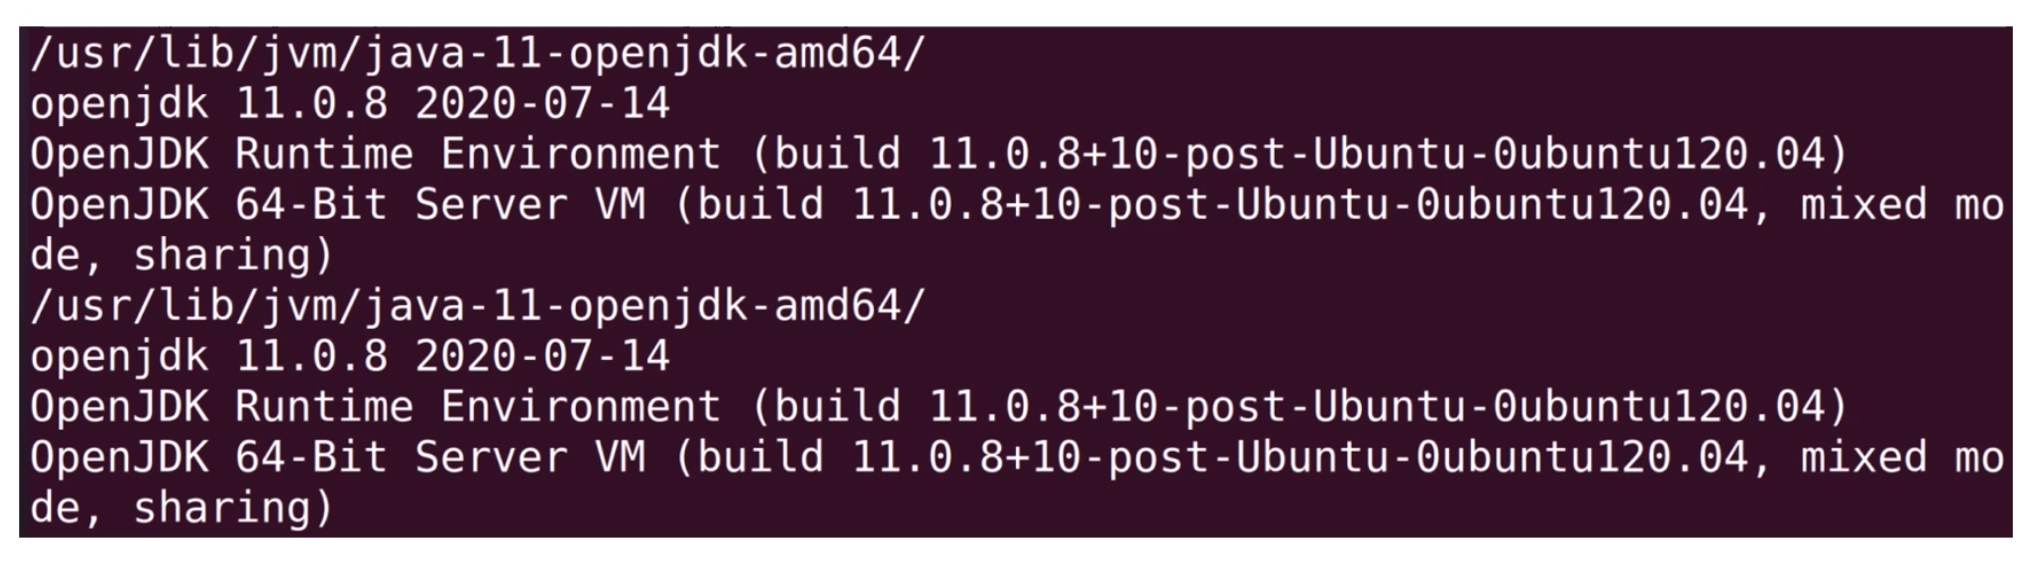 /usr/lib/jvm/java-11-openjdk-amd64/
openjdk 11.0.8 2020-07-14
OpenJDK Runtime Environment (build 11.0.8+10-post-Ubuntu-0ubuntu120.04)
OpenJDK 64-Bit Server VM (build 11.0.8+10-post-Ubuntu-0ubuntu120.04, mixed mo
de, sharing)
/usr/lib/jvm/java-11-openjdk-amd64/
openjdk 11.0.8 2020-07-14
OpenJDK Runtime Environment (build 11.0.8+10-post-Ubuntu-0ubuntu120.04)
OpenJDK 64-Bit Server VM (build 11.0.8+10-post-Ubuntu-0ubuntu120.04, mixed mo
de, sharing)